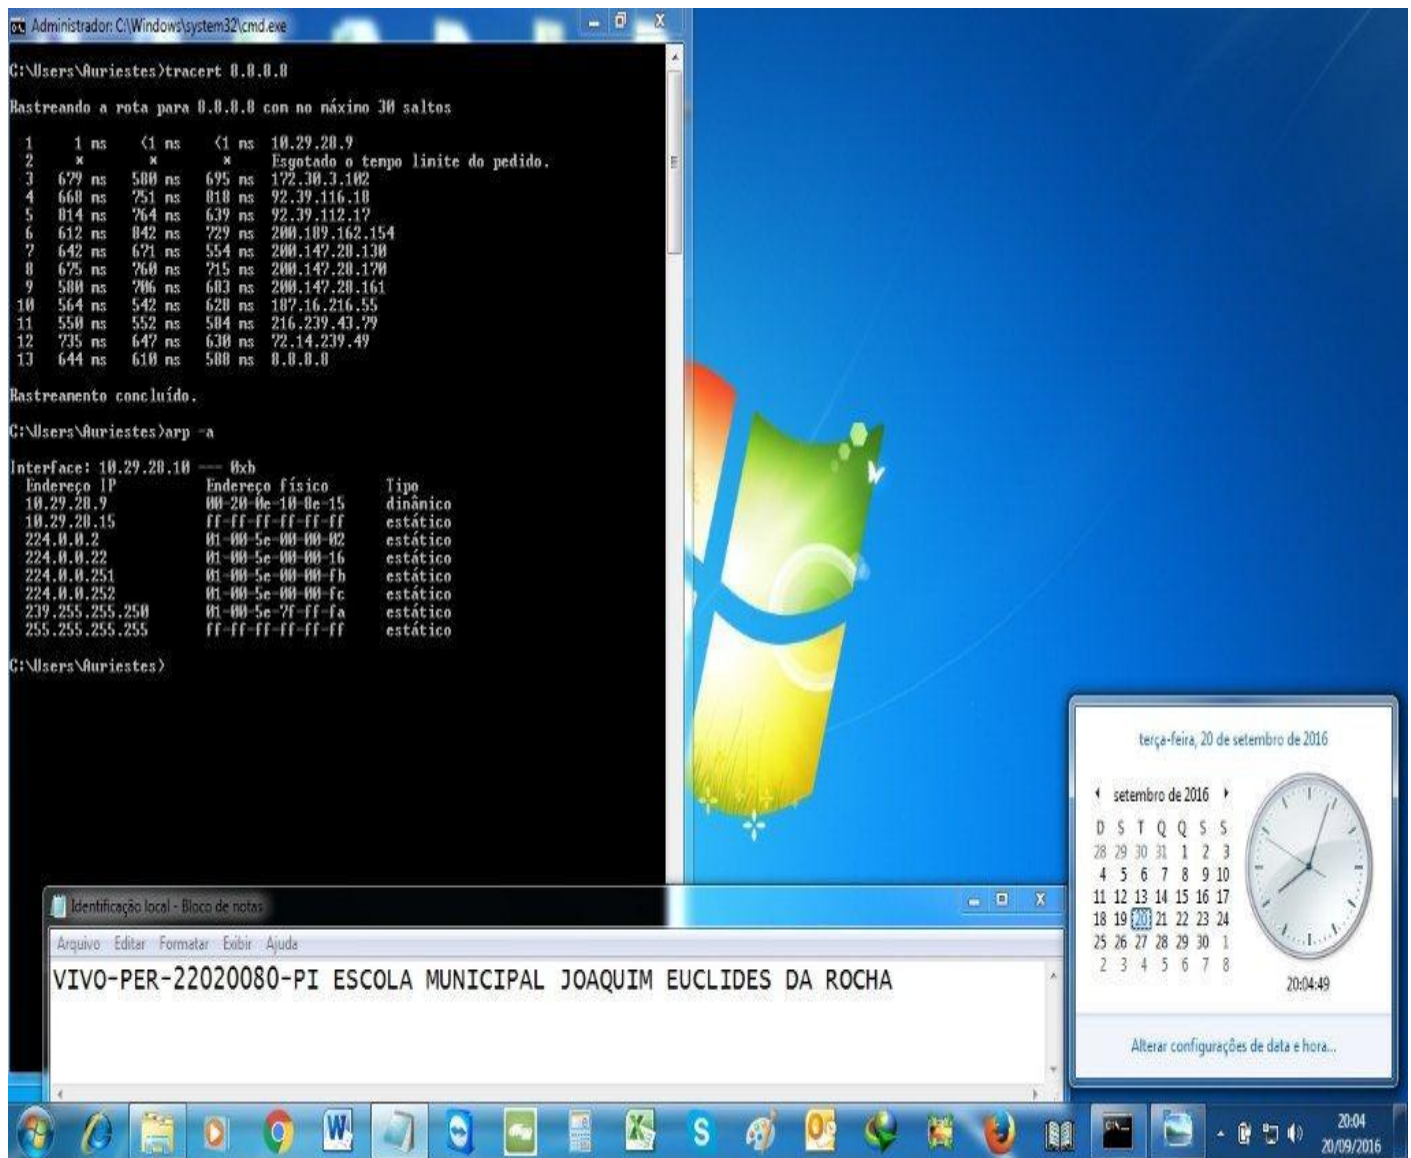 Administrador: C:\Windows\system32\cmd.exe
C:\Users\Auriestes>tracert 8.8.8.8
Rastreando a rota para 8.8.8.8 com no máximo 30 saltos
1 1 ms <1 ms <1 ms 10.29.28.9
2 * * * Esgotado o tempo limite do pedido.
3 679 ms 580 ms 695 ms 172.30.3.102
4 668 ms 751 ms 818 ms 92.39.116.18
5 814 ms 764 ms 639 ms 92.39.112.17
6 612 ms 842 ms 729 ms 200.189.162.154
7 642 ms 671 ms 554 ms 200.147.28.130
8 675 ms 760 ms 715 ms 200.147.28.170
9 580 ms 706 ms 603 ms 200.147.28.161
10 564 ms 542 ms 628 ms 187.16.216.55
11 550 ms 552 ms 584 ms 216.239.43.79
12 735 ms 647 ms 630 ms 72.14.239.49
13 644 ms 610 ms 588 ms 8.8.8.8
Rastreamento concluído.
C:\Users\Auriestes>arp -a
Interface: 10.29.28.10 --- 0xb
Endereço IP Endereço físico Tipo
10.29.28.9 00-20-0e-10-8e-15 dinâmico
10.29.28.15 ff-ff-ff-ff-ff-ff estático
224.0.0.2 01-00-5e-00-00-02 estático
224.0.0.22 01-00-5e-00-00-16 estático
224.0.0.251 01-00-5e-00-00-fb estático
224.0.0.252 01-00-5e-00-00-fc estático
239.255.255.250 01-00-5e-7f-ff-fa estático
255.255.255.255 ff-ff-ff-ff-ff-ff estático
C:\Users\Auriestes>
Identificação local - Bloco de notas
Arquivo Editar Formatar Exibir Ajuda
VIVO-PER-22020080-PI ESCOLA MUNICIPAL JOAQUIM EUCLIDES DA ROCHA
terça-feira, 20 de setembro de 2016
setembro de 2016
D S T Q Q S S
28 29 30 31 1 2 3
4 5 6 7 8 9 10
11 12 13 14 15 16 17
18 19 20 21 22 23 24
25 26 27 28 29 30 1
2 3 4 5 6 7 8
20:04:49
Alterar configurações de data e hora...
20:04
20/09/2016